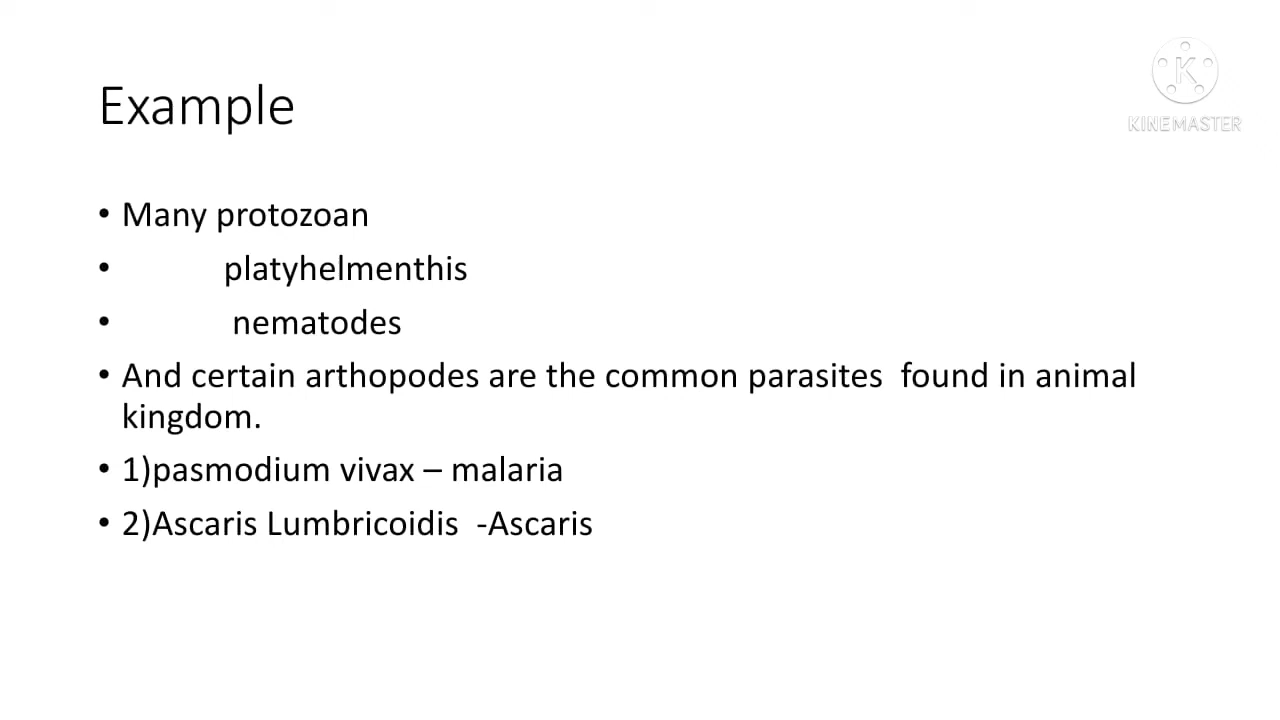 Example
K
KINEMASTER
• Many protozoan
• platyhelmenthis
• nematodes
• And certain arthopodes are the common parasites found in animal
kingdom.
• 1)pasmodium vivax – malaria
• 2)Ascaris Lumbricoidis -Ascaris